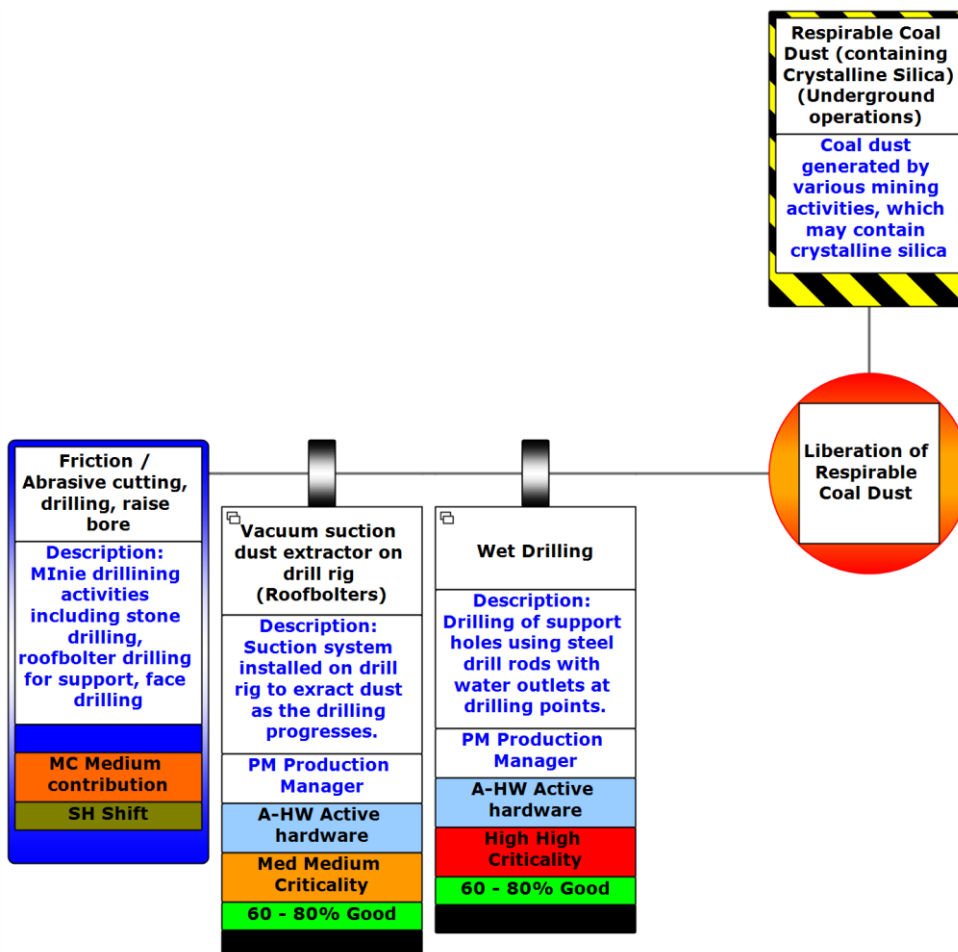 Respirable Coal
Dust (containing
Crystalline Silica)
(Underground
operations)
Coal dust
generated by
various mining
activities, which
may contain
crystalline silica
Liberation of
Respirable
Coal Dust
Friction /
Abrasive cutting,
drilling, raise
bore
Description:
MInie drillining
activities
including stone
drilling,
roofbolter drilling
for support, face
drilling
MC Medium
contribution
SH Shift
Vacuum suction
dust extractor on
drill rig
(Roofbolters)
Description:
Suction system
installed on drill
rig to exract dust
as the drilling
progresses.
PM Production
Manager
A-HW Active
hardware
Med Medium
Criticality
60 - 80% Good
Wet Drilling
Description:
Drilling of support
holes using steel
drill rods with
water outlets at
drilling points.
PM Production
Manager
A-HW Active
hardware
High High
Criticality
60 - 80% Good